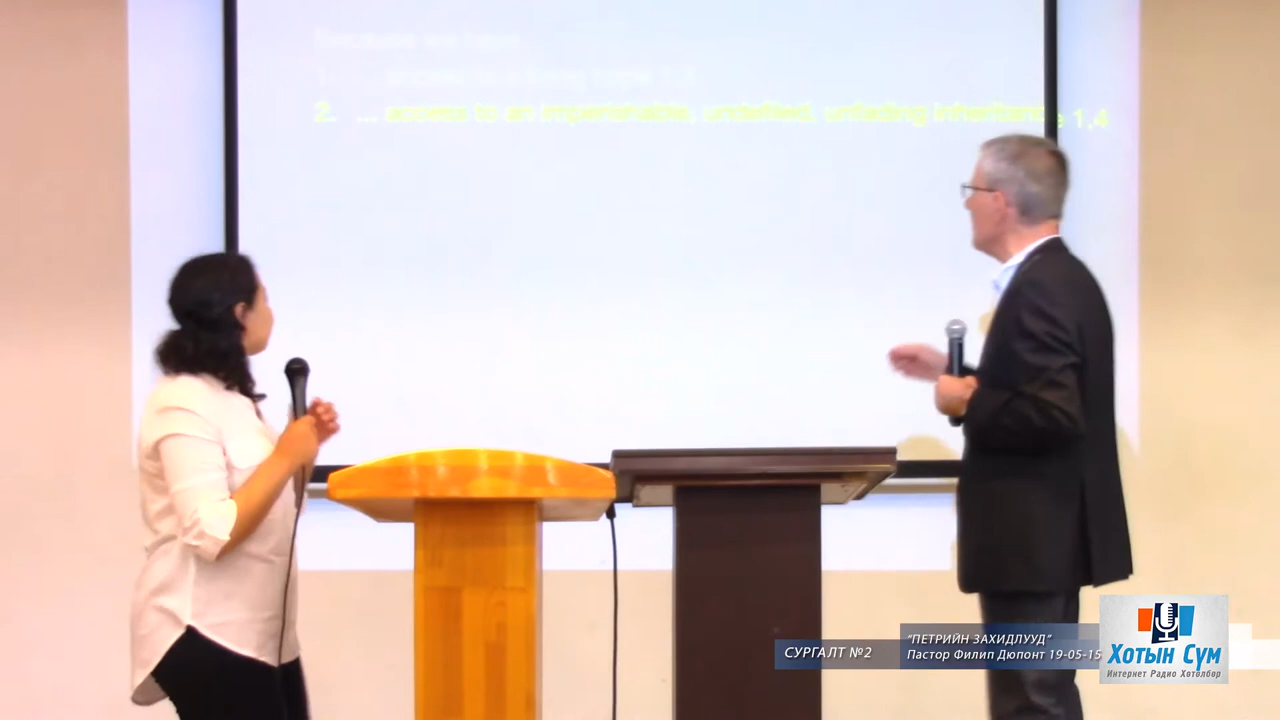 2. ... access to an imperishable, undefiled, unfading inheritance 1,4
СУРГАЛТ №2
"ПЕТРИЙН ЗАХИДЛУУД"
Пастор Филип Дюпонт 19-05-15
Хотын Сүм
Интернет Радио Хөтөлбөр